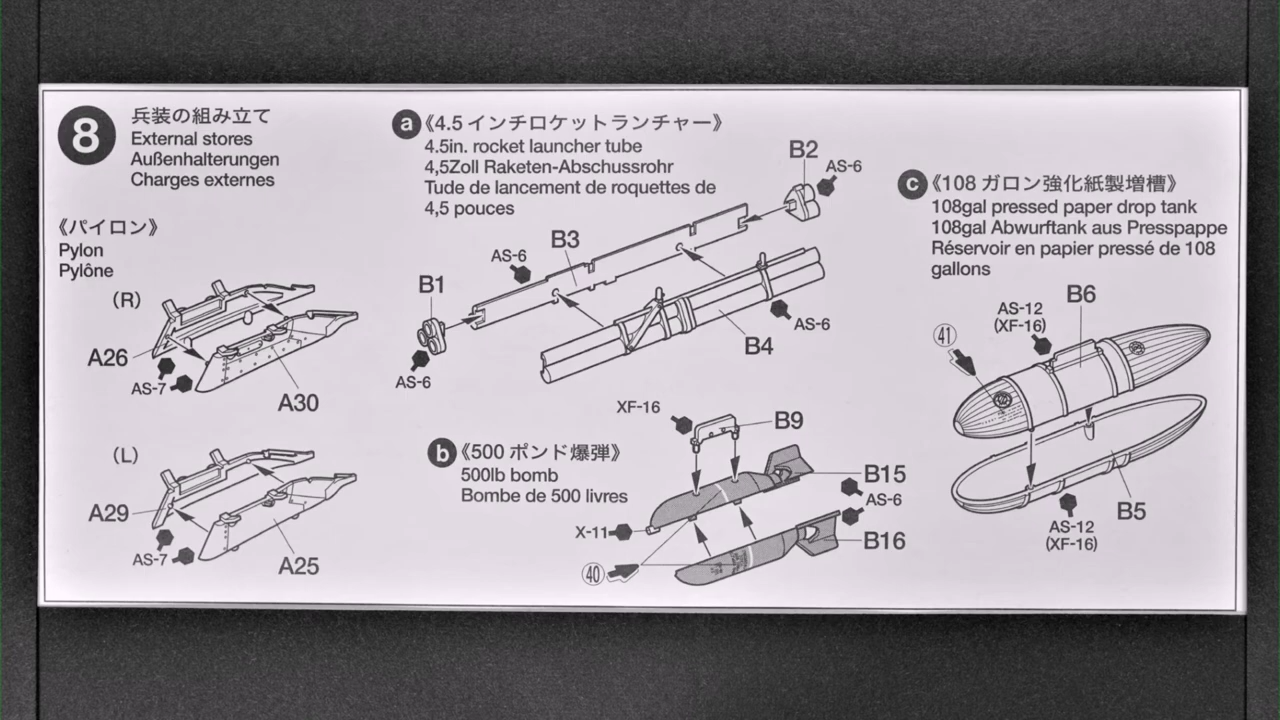 8
兵装の組み立て
External stores
Außenhalterungen
Charges externes
《パイロン》
Pylon
Pylône
(R)
A26
AS-7
A30
(L)
A29
AS-7
A25
a《4.5インチロケットランチャー》
4.5in. rocket launcher tube
4,5Zoll Raketen-Abschussrohr
Tude de lancement de roquettes de
4,5 pouces
B2
AS-6
B3
AS-6
B1
AS-6
AS-6
B4
b《500ポンド爆弾》
500lb bomb
Bombe de 500 livres
XF-16
B9
B15
AS-6
X-11
B16
40
c《108ガロン強化紙製増槽》
108gal pressed paper drop tank
108gal Abwurftank aus Presspappe
Réservoir en papier pressé de 108
gallons
B6
AS-12
(XF-16)
41
B5
AS-12
(XF-16)